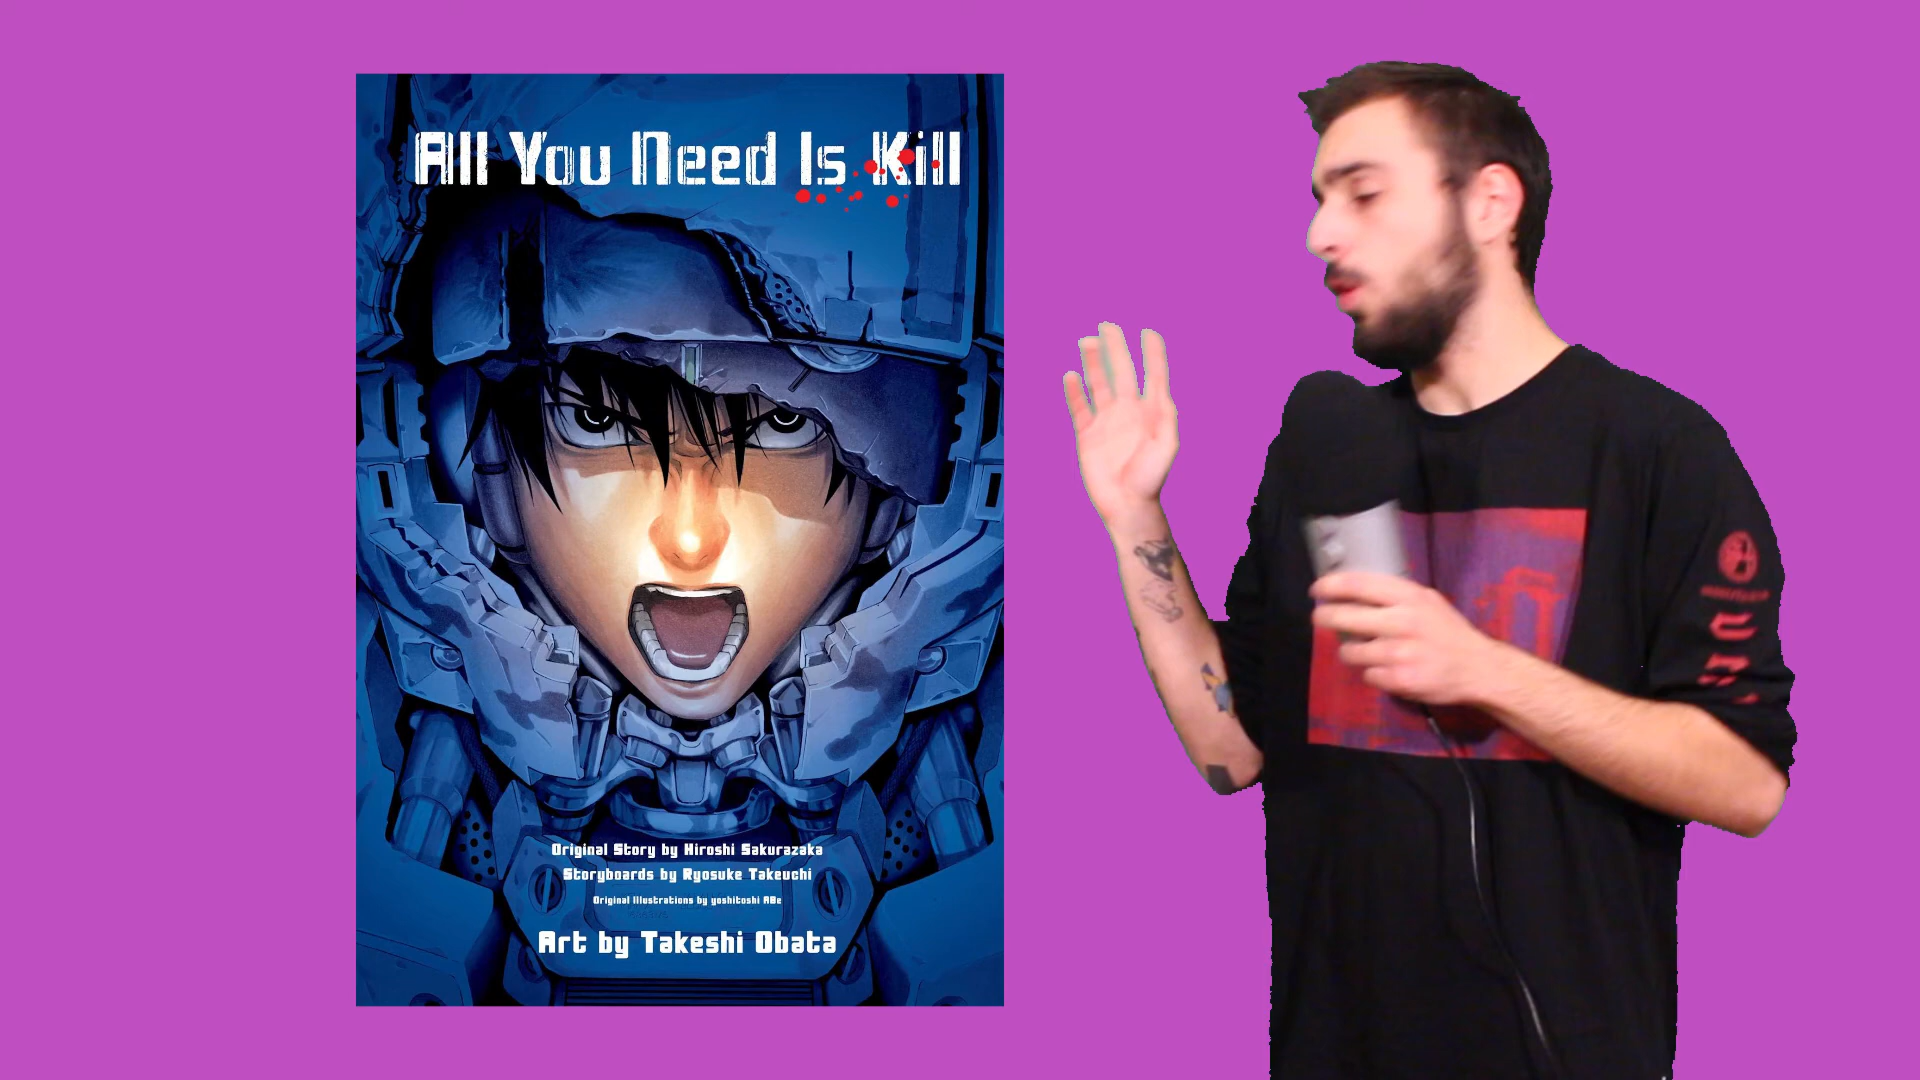 All You Need Is Kill
Original Story by Hiroshi Sakurazaka
Storyboards by Ryosuke Takeuchi
Original Illustrations by yoshitoshi ABe
Art by Takeshi Obata